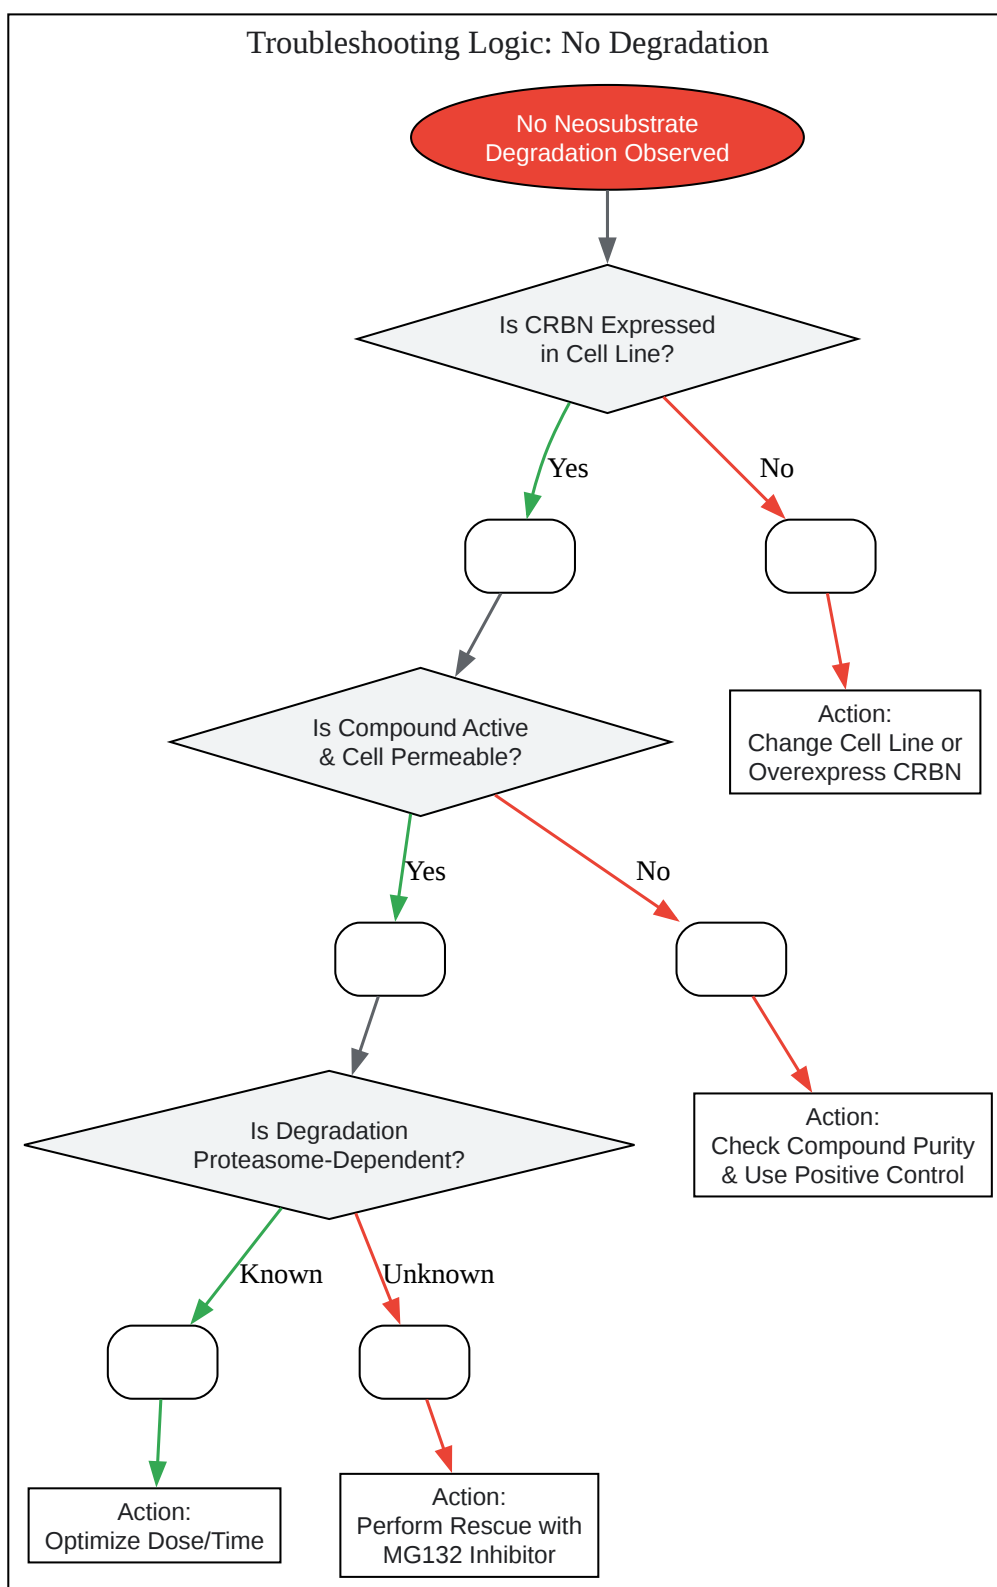 Troubleshooting Logic: No Degradation
No Neosubstrate
Degradation Observed
Is CRBN Expressed
in Cell Line?
Yes
No
Action:
Change Cell Line or
Overexpress CRBN
Is Compound Active
& Cell Permeable?
Yes
No
Action:
Check Compound Purity
& Use Positive Control
Is Degradation
Proteasome-Dependent?
Known
Unknown
Action:
Optimize Dose/Time
Action:
Perform Rescue with
MG132 Inhibitor